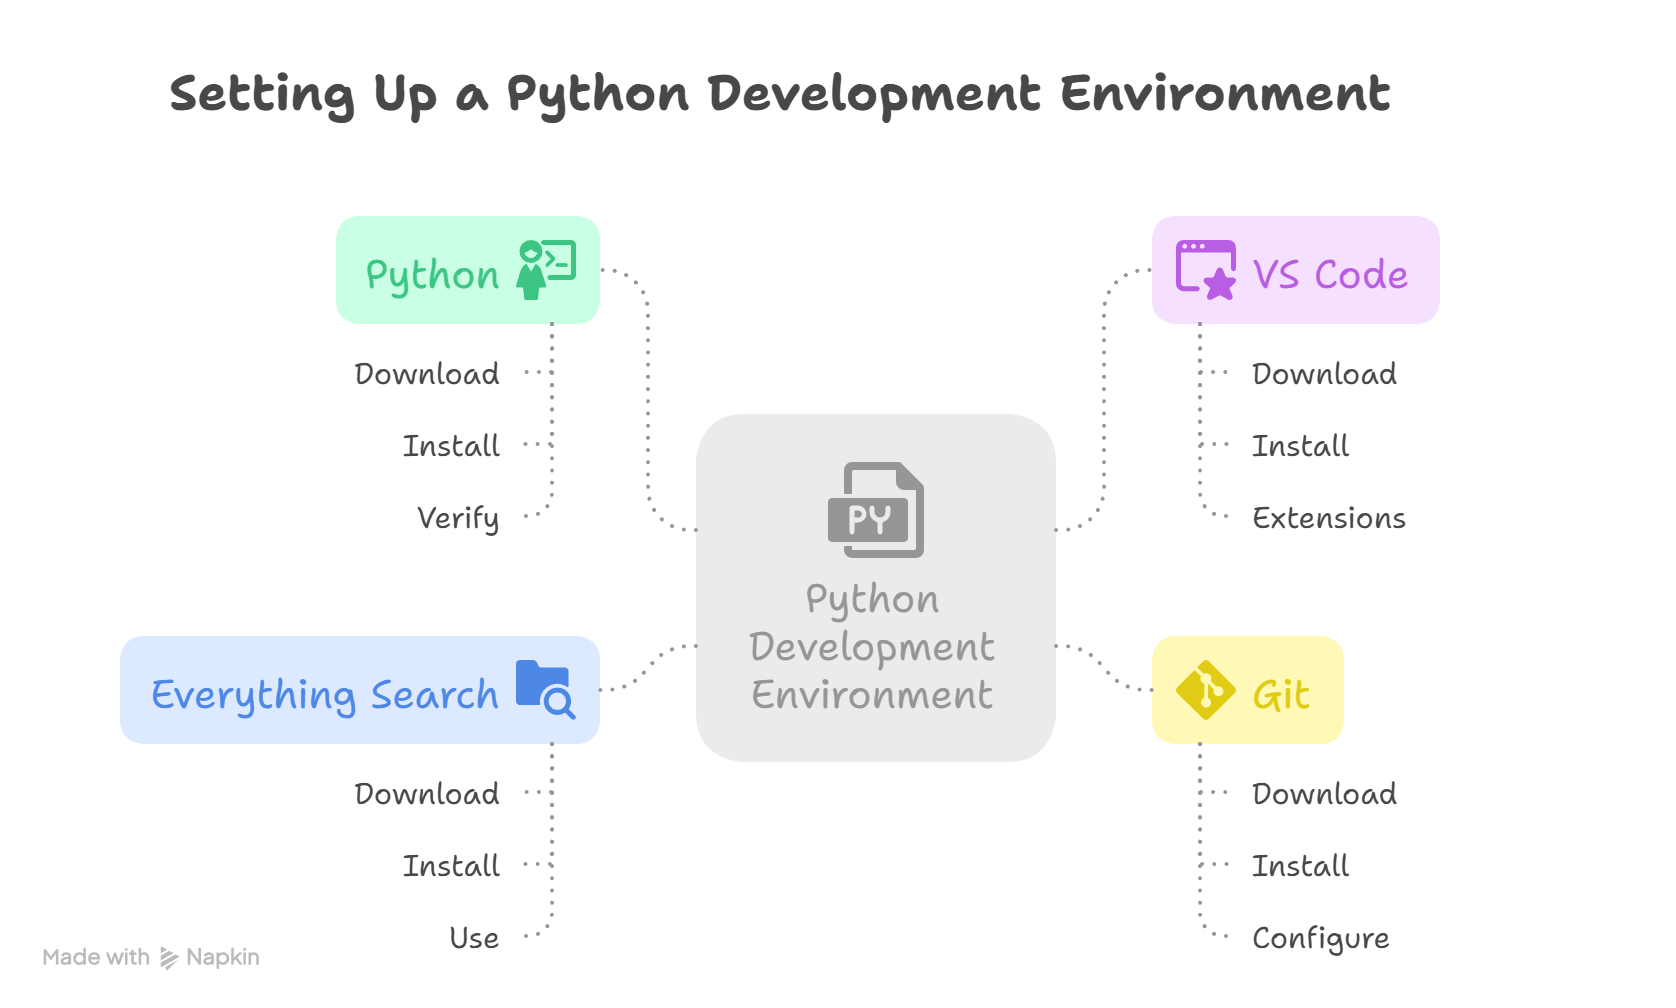 Setting Up a Python Development Environment
Python
Download
Install
Verify
VS Code
Download
Install
Extensions
PY
Python
Development
Environment
Everything Search
Download
Install
Use
Git
Download
Install
Configure
Made with Napkin